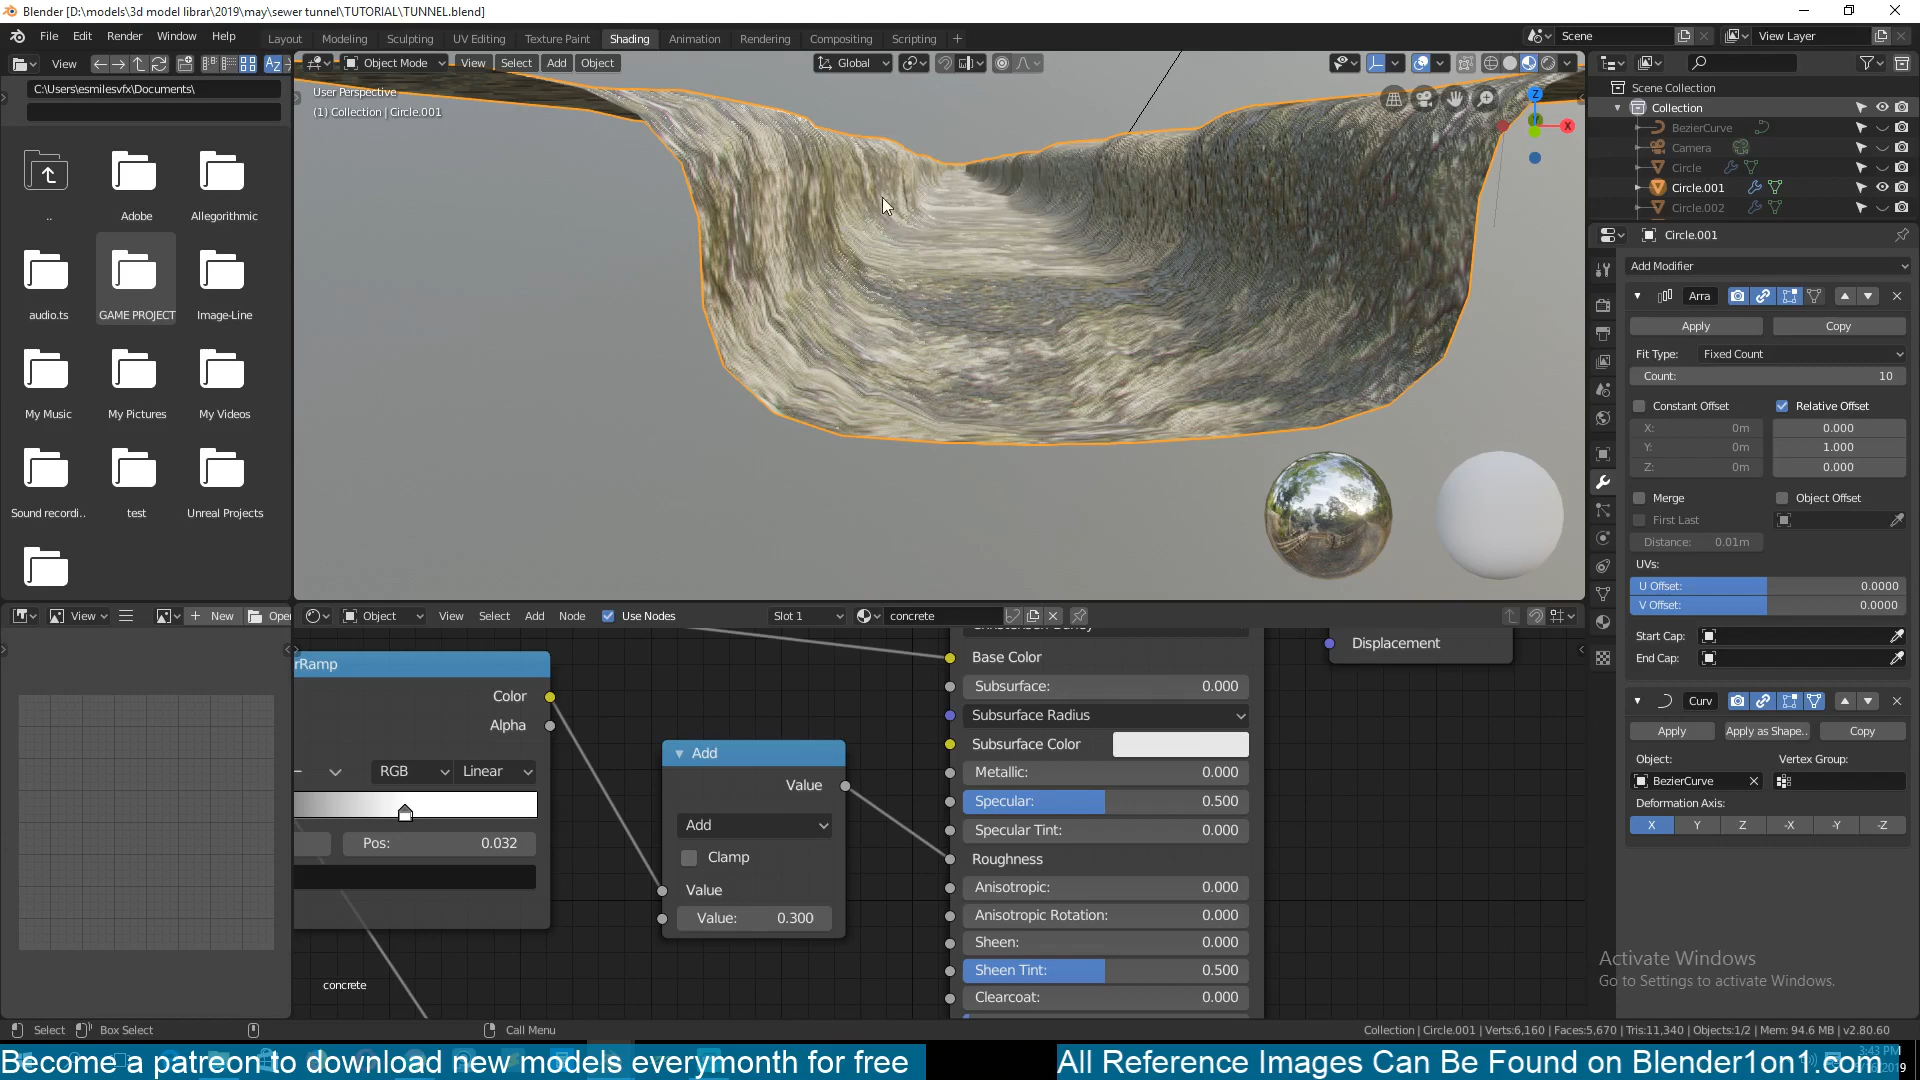 Blender [D:\models\3d model librar\2019\may\sewer tunnel\TUTORIAL\TUNNEL.blend]
File Edit Render Window Help
Layout Modeling Sculpting UV Editing Texture Paint Shading Animation Rendering Compositing Scripting +
Scene
View Layer
View
Object Mode View Select Add Object
Global
C:\Users\esmilesvfx\Documents\
User Perspective
(1) Collection | Circle.001
..
Adobe
Allegorithmic
audio.ts
GAME PROJECT
Image-Line
My Music
My Pictures
My Videos
Sound recordi..
test
Unreal Projects
Z
X
Scene Collection
Collection
BezierCurve
Camera
Circle
Circle.001
Circle.002
Circle.001
Add Modifier
Arra
Apply
Copy
Fit Type: Fixed Count
Count: 10
Constant Offset
Relative Offset
X: 0m
0.000
Y: 0m
1.000
Z: 0m
0.000
Merge
Object Offset
First Last
Distance: 0.01m
UVs:
U Offset: 0.0000
V Offset: 0.0000
Start Cap:
End Cap:
Curv
Apply
Apply as Shape..
Copy
Object:
Vertex Group:
BezierCurve
Deformation Axis:
X Y Z -X -Y -Z
View
New
Open
Object View Select Add Node Use Nodes
Slot 1
concrete
rRamp
Color
Alpha
RGB
Linear
Pos: 0.032
Add
Value
Add
Clamp
Value
Value: 0.300
Base Color
Subsurface: 0.000
Subsurface Radius
Subsurface Color
Metallic: 0.000
Specular: 0.500
Specular Tint: 0.000
Roughness
Anisotropic: 0.000
Anisotropic Rotation: 0.000
Sheen: 0.000
Sheen Tint: 0.500
Clearcoat: 0.000
Displacement
concrete
Activate Windows
Go to Settings to activate Windows.
Select
Box Select
Call Menu
Collection | Circle.001 | Verts:6,160 | Faces:5,670 | Tris:11,340 | Objects:1/2 | Mem: 94.6 MB | v2.80.60
Become a patreon to download new models everymonth for free
All Reference Images Can Be Found on Blender1on1.com
3:43 PM